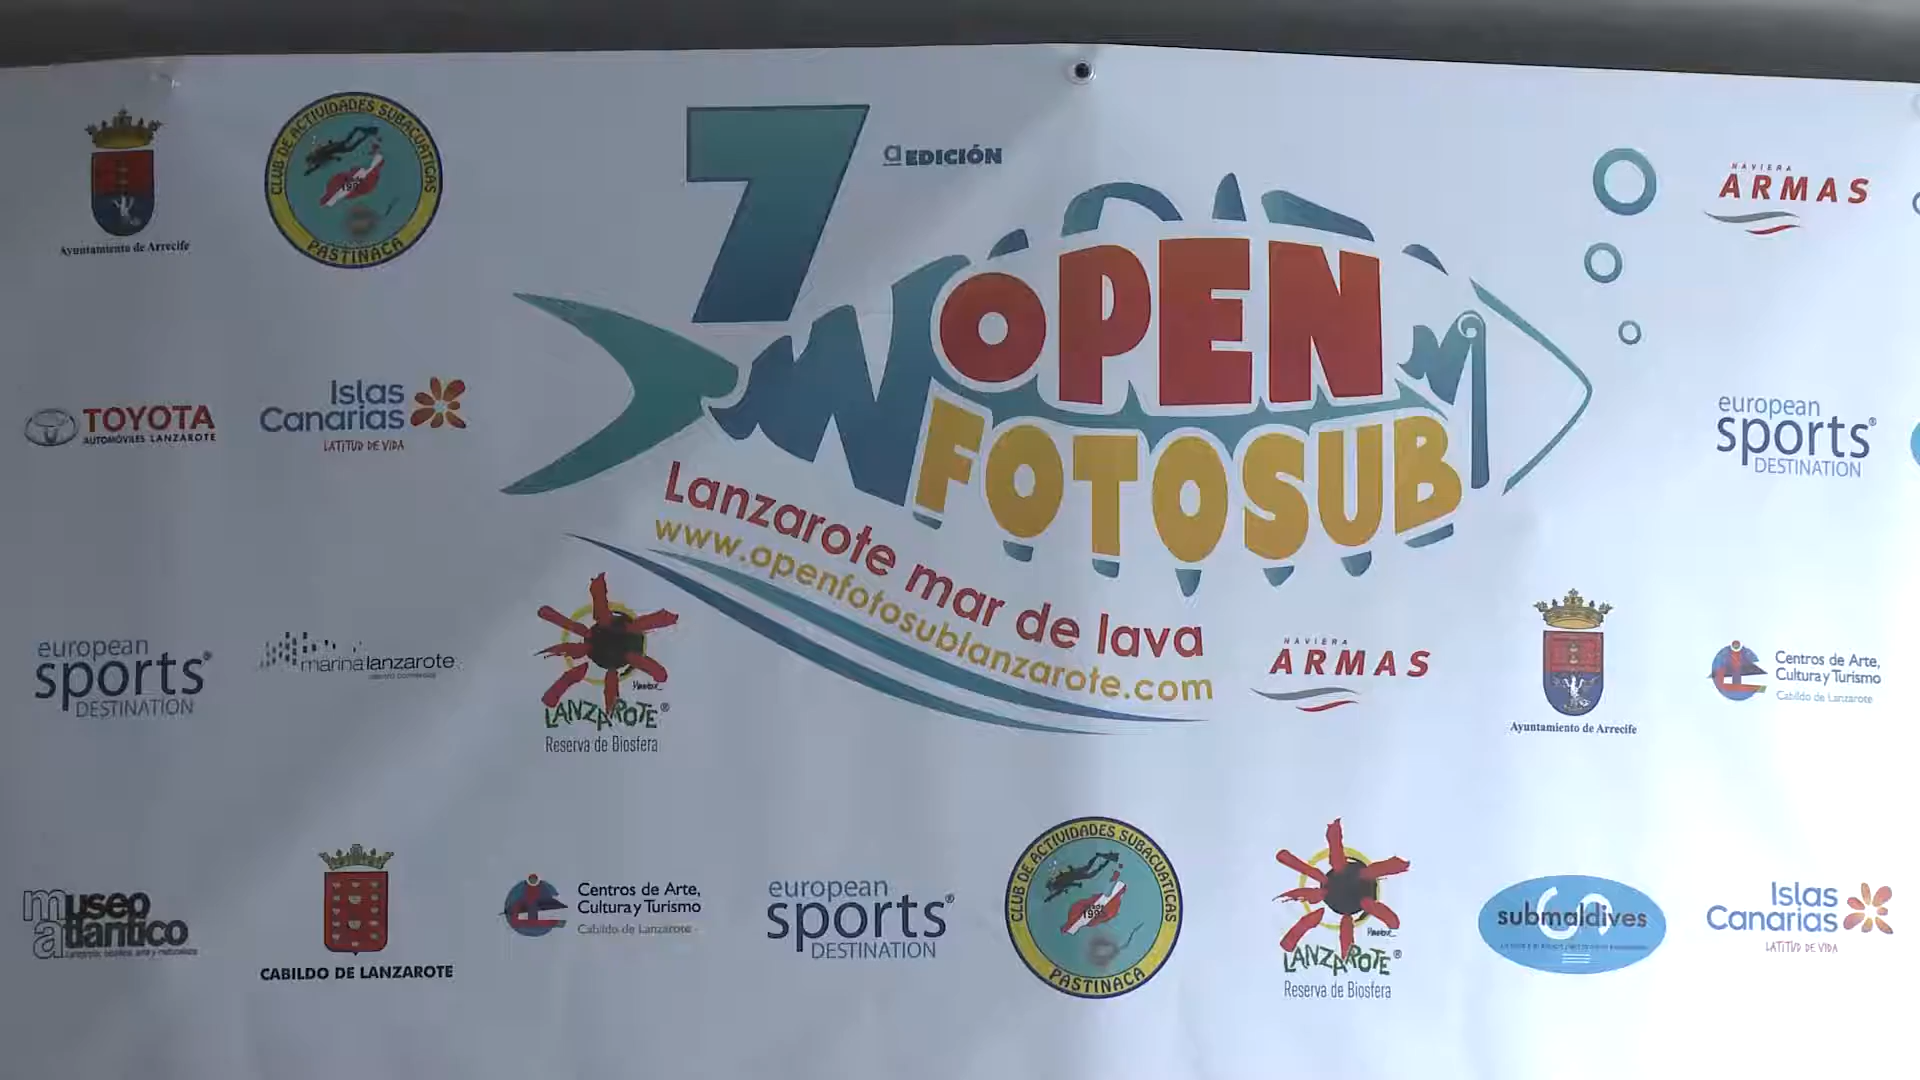 Ayuntamiento de Arrecife
CLUB DE ACTIVIDADES SUBACUATICAS
PASTINACA
7
ª EDICIÓN
OPEN
FOTOSUB
Lanzarote mar de lava
www.openfotosublanzarote.com
NAVIERA
ARMAS
TOYOTA
AUTOMÓVILES LANZAROTE
Islas
Canarias
LATITUD DE VIDA
european
sports®
DESTINATION
european
sports®
DESTINATION
marinalanzarote
LANZAROTE®
Reserva de Biosfera
NAVIERA
ARMAS
Ayuntamiento de Arrecife
Centros de Arte,
Cultura y Turismo
Cabildo de Lanzarote
museo
atlántico
CABILDO DE LANZAROTE
Centros de Arte,
Cultura y Turismo
Cabildo de Lanzarote
european
sports®
DESTINATION
CLUB DE ACTIVIDADES SUBACUATICAS
PASTINACA
LANZAROTE®
Reserva de Biosfera
submaldives
Islas
Canarias
LATITUD DE VIDA